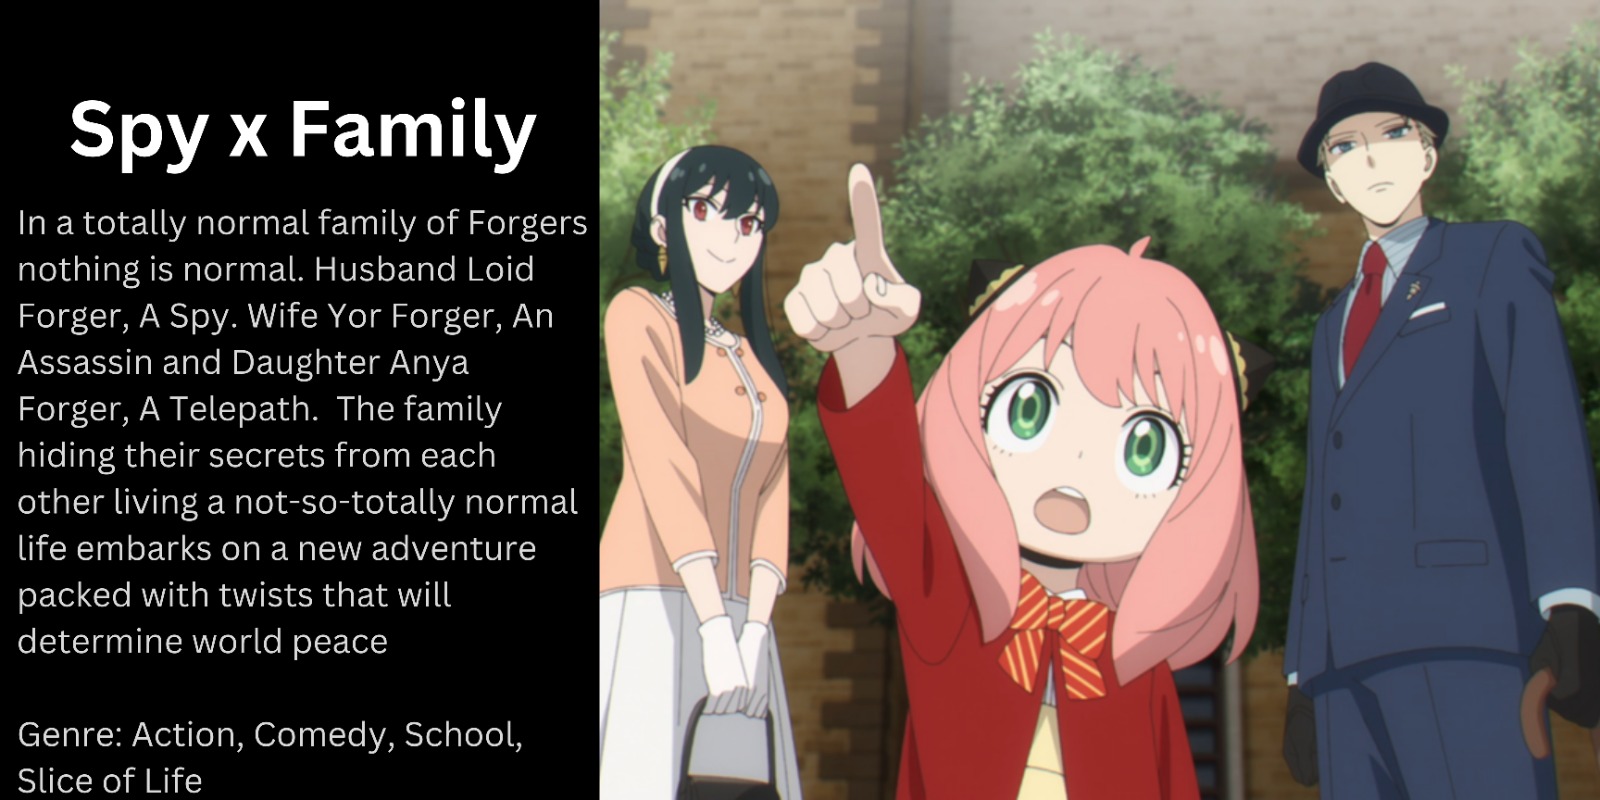 Spy x Family
In a totally normal family of Forgers
nothing is normal. Husband Loid
Forger, A Spy. Wife Yor Forger, An
Assassin and Daughter Anya
Forger, A Telepath.  The family
hiding their secrets from each
other living a not-so-totally normal
life embarks on a new adventure
packed with twists that will
determine world peace
Genre: Action, Comedy, School,
Slice of Life